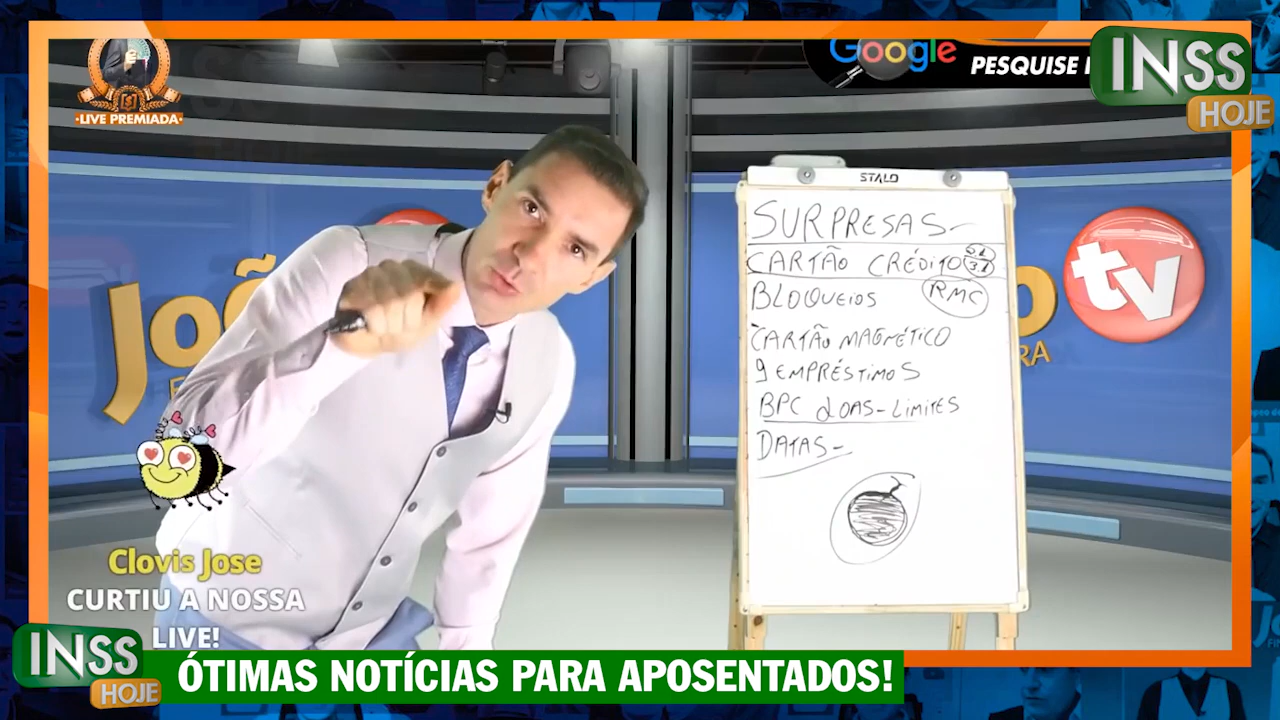 LIVE PREMIADA
Google
PESQUISE
INSS
HOJE
STALO
SURPRESAS-
CARTÃO CRÉDITO
BLOQUEIOS RMC
CARTÃO MAGNÉTICO
9 EMPRÉSTIMOS
BPC LOAS-LIMITES
DATAS-
JOÃO
tv
Clovis Jose
CURTIU A NOSSA
LIVE!
INSS
HOJE
ÓTIMAS NOTÍCIAS PARA APOSENTADOS!